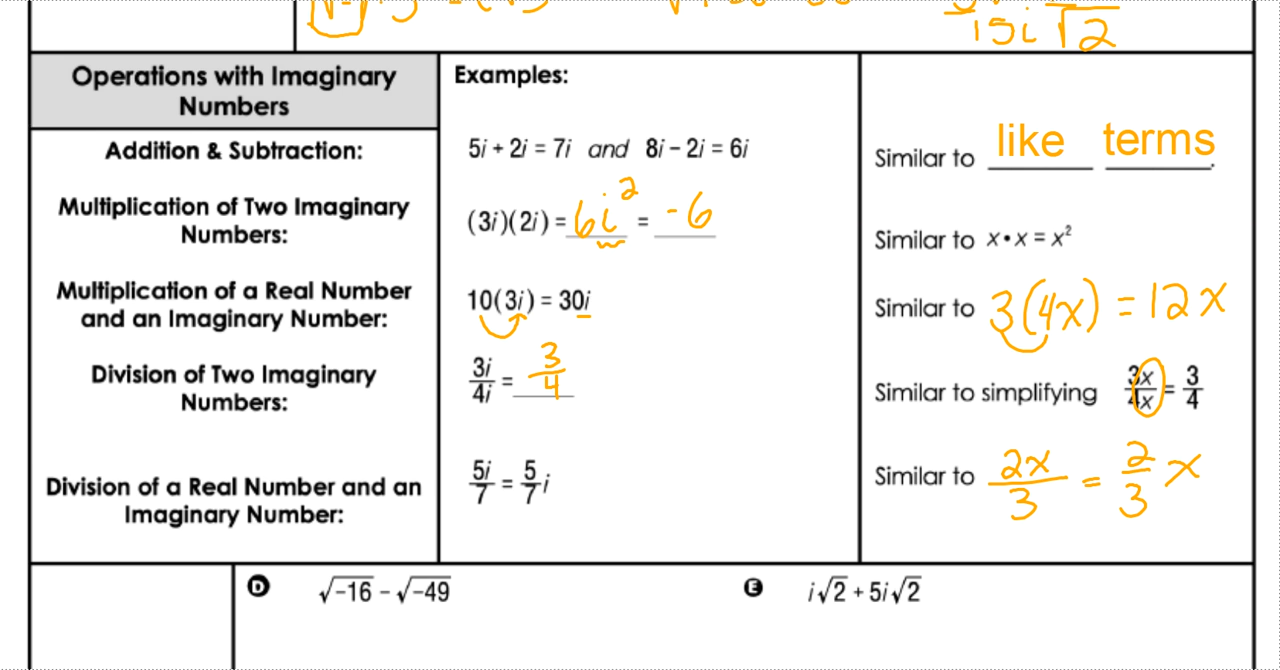 15i √2
Operations with Imaginary
Numbers
Examples:
Addition & Subtraction:
5i + 2i = 7i and 8i – 2i = 6i
Similar to like terms.
Multiplication of Two Imaginary
Numbers:
(3i)(2i) = 6i² = -6
Similar to x • x = x²
Multiplication of a Real Number
and an Imaginary Number:
10(3i) = 30i
Similar to 3(4x) = 12x
Division of Two Imaginary
Numbers:
3i/4i = 3/4
Similar to simplifying 3x/4x = 3/4
Division of a Real Number and an
Imaginary Number:
5i/7 = 5/7 i
Similar to 2x/3 = 2/3 x
D √-16 – √-49
E i√2 + 5i√2